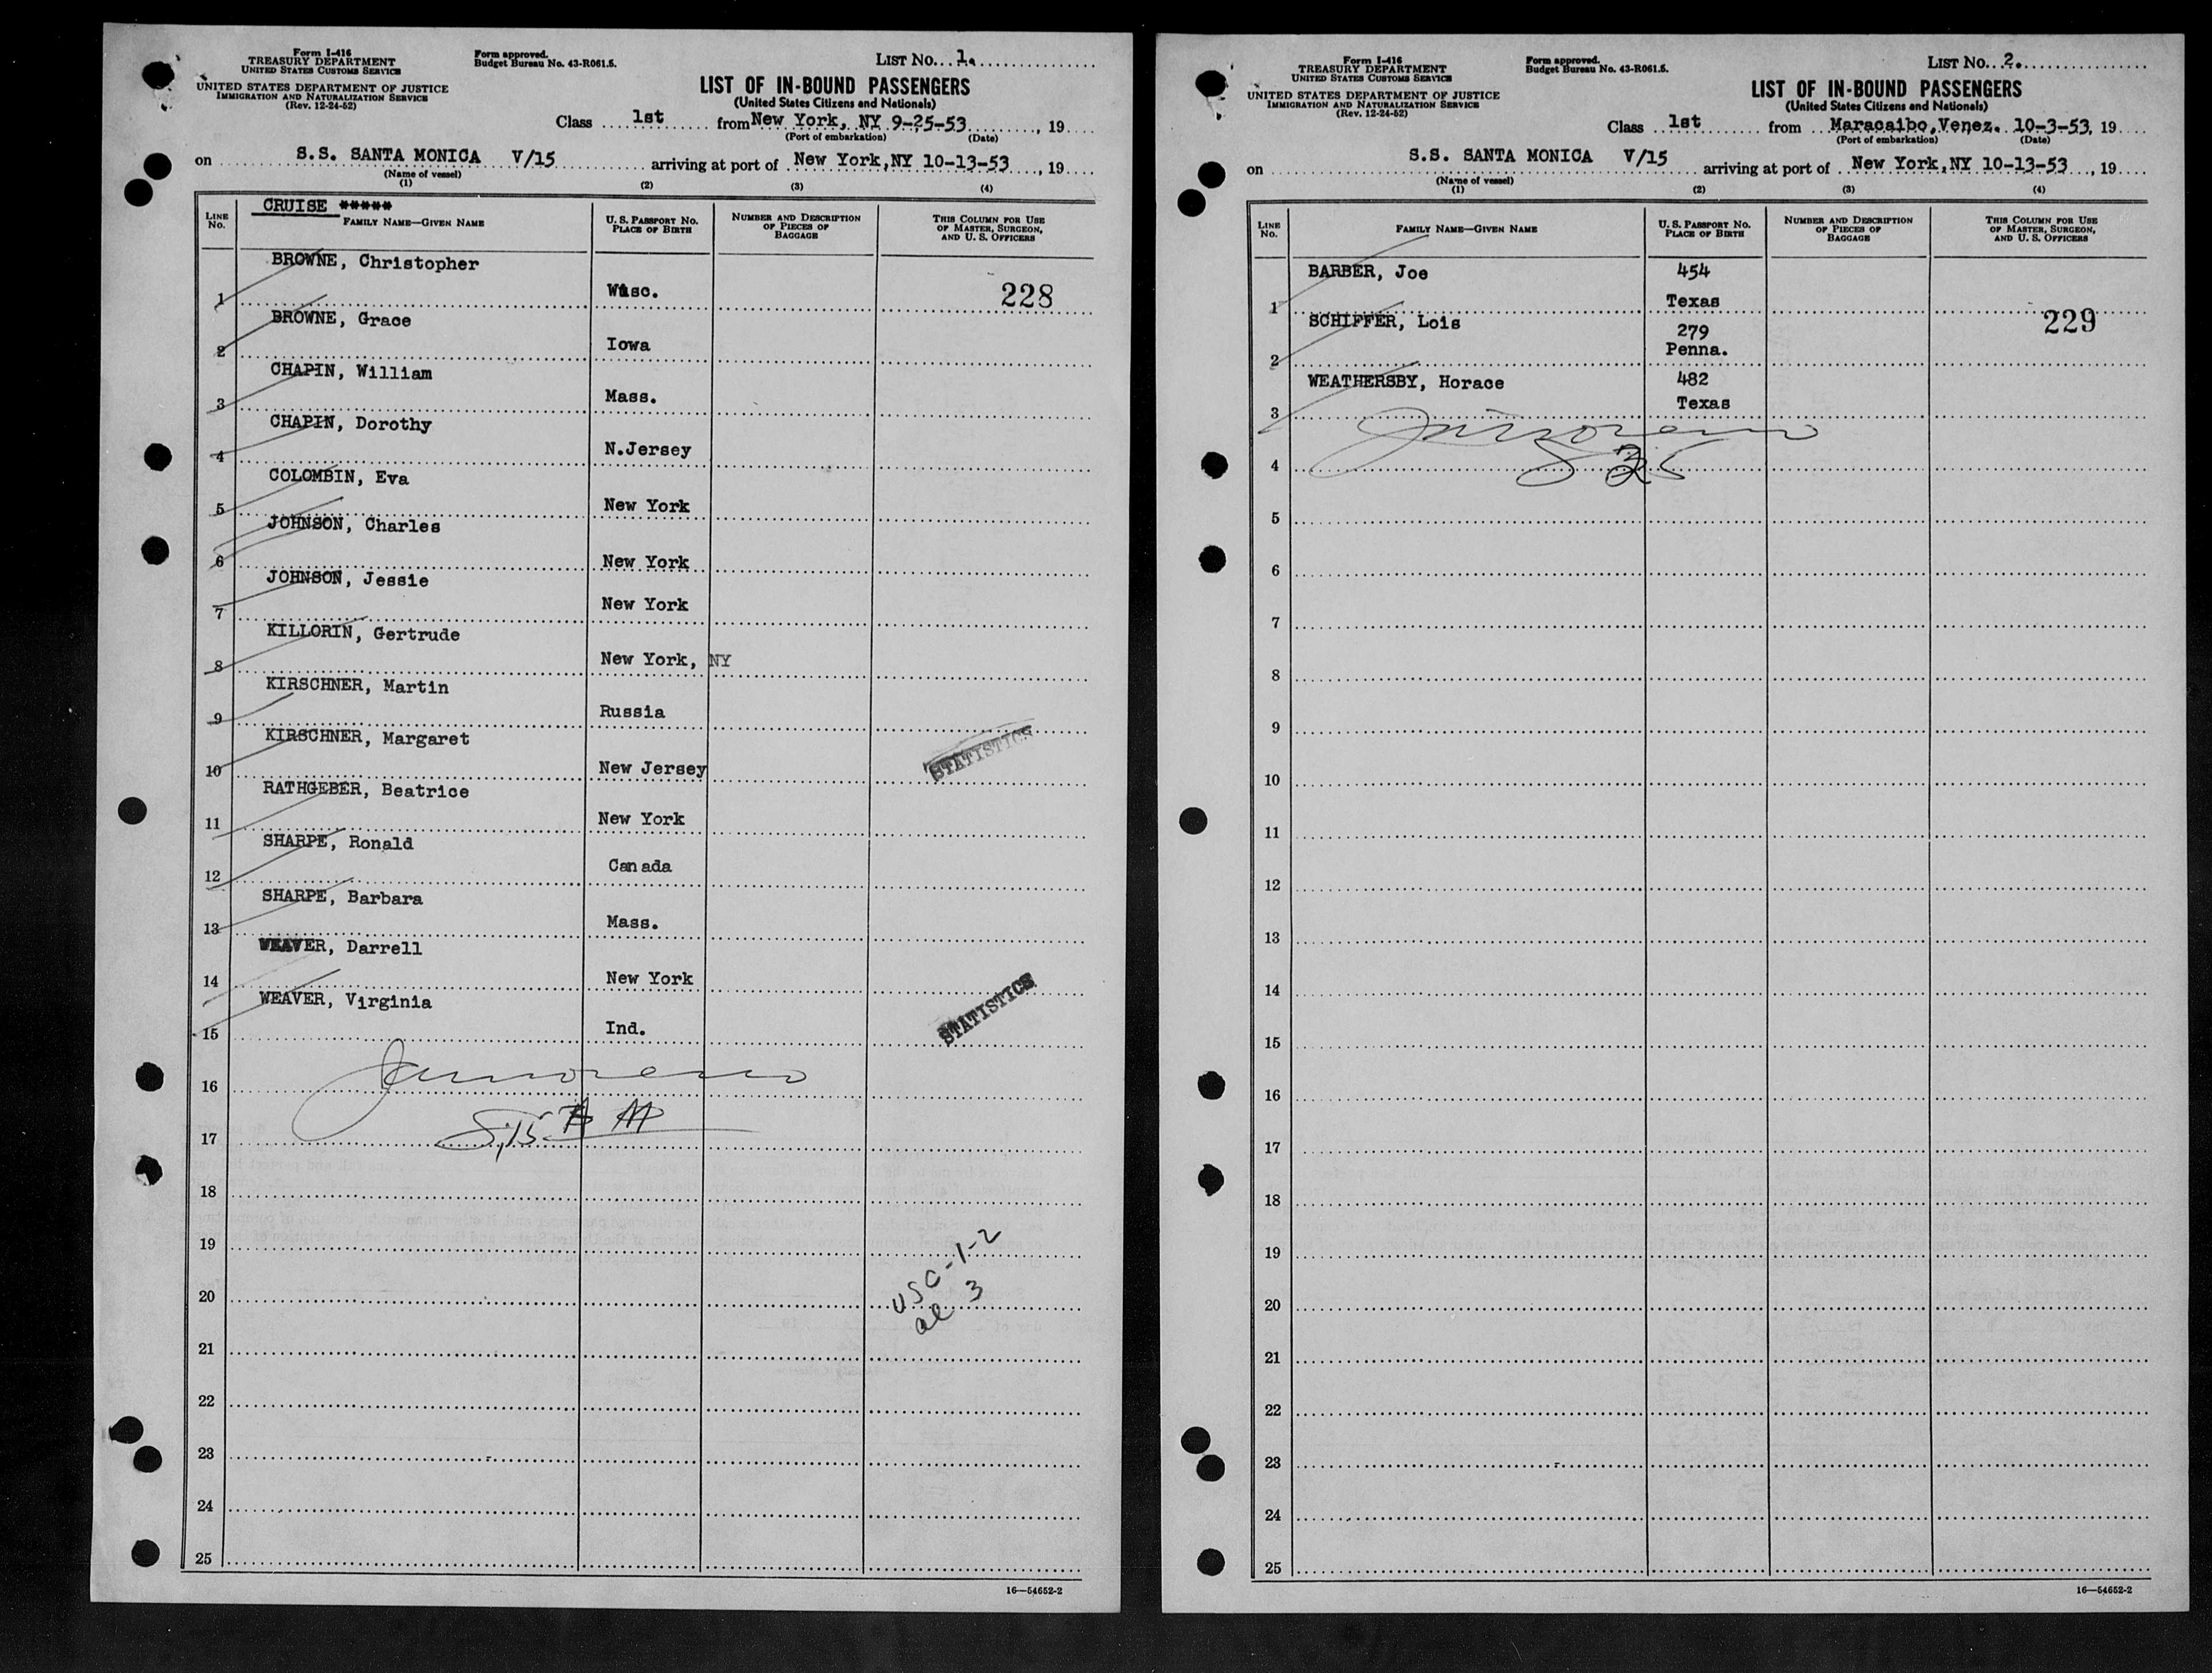 Form I-416
TREASURY DEPARTMENT
UNITED STATES CUSTOMS SERVICE
UNITED STATES DEPARTMENT OF JUSTICE
IMMIGRATION AND NATURALIZATION SERVICE
(Rev. 12-24-52)
Form approved.
Budget Bureau No. 43-R061.5.
LIST No. 1.
LIST OF IN-BOUND PASSENGERS
(United States Citizens and Nationals)
Class 1st from New York, NY 9-25-53, 19
(Port of embarkation) (Date)
on S.S. SANTA MONICA V/15 arriving at port of New York,NY 10-13-53, 19
(Name of vessel)
(1) (2) (3) (4)
CRUISE *****
LINE No. FAMILY NAME—GIVEN NAME U. S. PASSPORT NO. PLACE OF BIRTH NUMBER AND DESCRIPTION OF PIECES OF BAGGAGE THIS COLUMN FOR USE OF MASTER, SURGEON, AND U. S. OFFICERS
1 BROWNE, Christopher Wisc. 228
2 BROWNE, Grace Iowa
3 CHAPIN, William Mass.
4 CHAPIN, Dorothy N.Jersey
5 COLOMBIN, Eva New York
6 JOHNSON, Charles New York
7 JOHNSON, Jessie New York
8 KILLORIN, Gertrude New York, NY
9 KIRSCHNER, Martin Russia
STATISTICS
10 KIRSCHNER, Margaret New Jersey
11 RATHGEBER, Beatrice New York
12 SHARPE, Ronald Canada
13 SHARPE, Barbara Mass.
14 WEAVER, Darrell New York
15 WEAVER, Virginia Ind.
STATISTICS
16
17
18
19
USC-1-2
20
al 3
21
22
23
24
25
16—54652-2
Form I-416
TREASURY DEPARTMENT
UNITED STATES CUSTOMS SERVICE
UNITED STATES DEPARTMENT OF JUSTICE
IMMIGRATION AND NATURALIZATION SERVICE
(Rev. 12-24-52)
Form approved.
Budget Bureau No. 43-R061.5.
LIST No. 2.
LIST OF IN-BOUND PASSENGERS
(United States Citizens and Nationals)
Class 1st from Maracaibo,Venez. 10-3-53, 19
(Port of embarkation) (Date)
on S.S. SANTA MONICA V/15 arriving at port of New York,NY 10-13-53, 19
(Name of vessel)
(1) (2) (3) (4)
LINE No. FAMILY NAME—GIVEN NAME U. S. PASSPORT NO. PLACE OF BIRTH NUMBER AND DESCRIPTION OF PIECES OF BAGGAGE THIS COLUMN FOR USE OF MASTER, SURGEON, AND U. S. OFFICERS
BARBER, Joe 454
1 Texas
229
SCHIFFER, Lois 279
2 Penna.
WEATHERSBY, Horace 482
3 Texas
4
5
6
7
8
9
10
11
12
13
14
15
16
17
18
19
20
21
22
23
24
25
16—54652-2